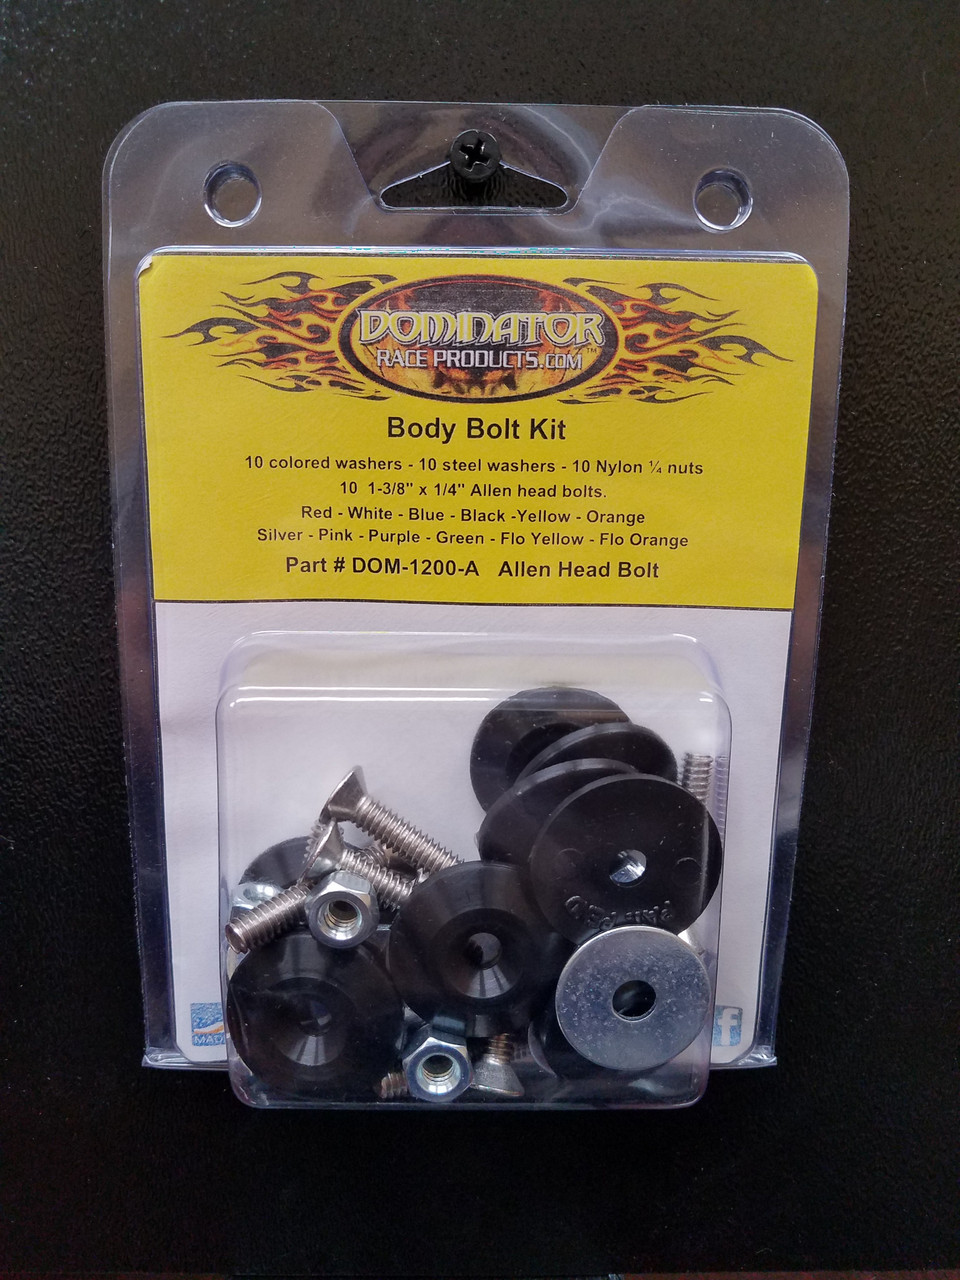 DOMINATOR
RACE PRODUCTS.COM™
Body Bolt Kit
10 colored washers - 10 steel washers - 10 Nylon ¼ nuts
10 1-3/8" x 1/4" Allen head bolts.
Red - White - Blue - Black -Yellow - Orange
Silver - Pink - Purple - Green - Flo Yellow - Flo Orange
Part # DOM-1200-A Allen Head Bolt
f